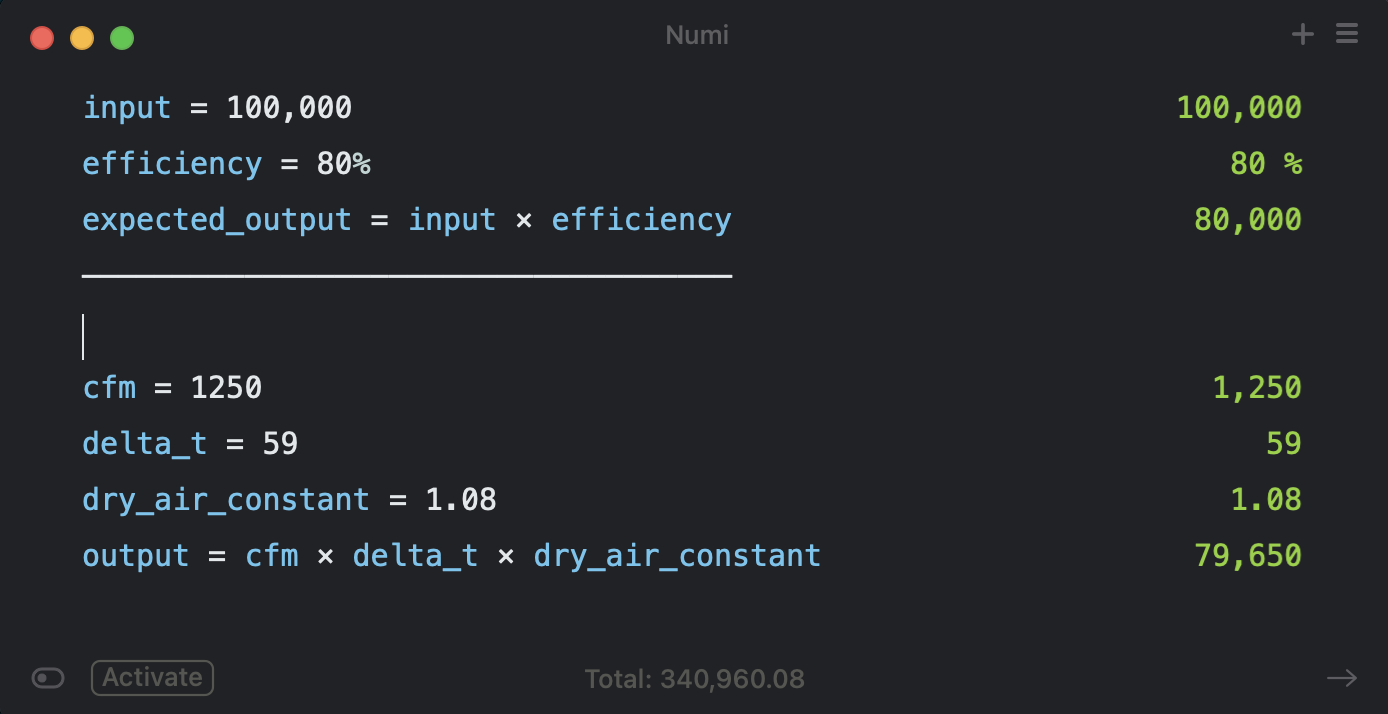 Numi
input = 100,000 100,000
efficiency = 80% 80 %
expected_output = input × efficiency 80,000
cfm = 1250 1,250
delta_t = 59 59
dry_air_constant = 1.08 1.08
output = cfm × delta_t × dry_air_constant 79,650
Activate Total: 340,960.08